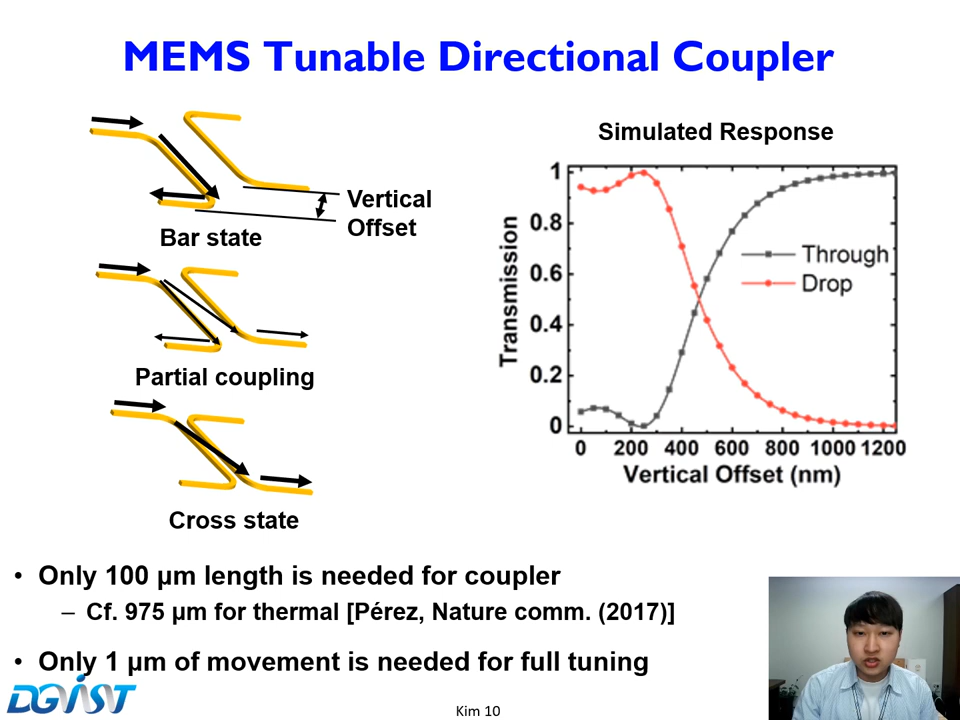 MEMS Tunable Directional Coupler
Vertical
Offset
Bar state
Partial coupling
Cross state
Simulated Response
Transmission
1
0.8
0.6
0.4
0.2
0
Through
Drop
0 200 400 600 800 1000 1200
Vertical Offset (nm)
• Only 100 µm length is needed for coupler
– Cf. 975 µm for thermal [Pérez, Nature comm. (2017)]
• Only 1 µm of movement is needed for full tuning
DGIST
Kim 10